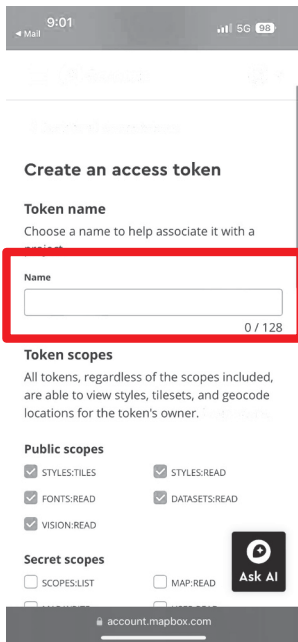 9:01
5G 98
◀ Mail
Create an access token
Token name
Choose a name to help associate it with a
project.
Name
0 / 128
Token scopes
All tokens, regardless of the scopes included,
are able to view styles, tilesets, and geocode
locations for the token's owner.
Public scopes
STYLES:TILES STYLES:READ
FONTS:READ DATASETS:READ
VISION:READ
Secret scopes
SCOPES:LIST MAP:READ
Ask AI
account.mapbox.com